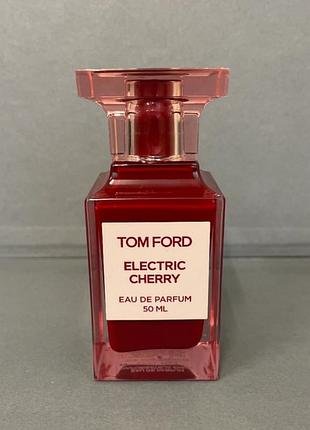 TOM FORD
ELECTRIC
CHERRY
EAU DE PARFUM
50 ML